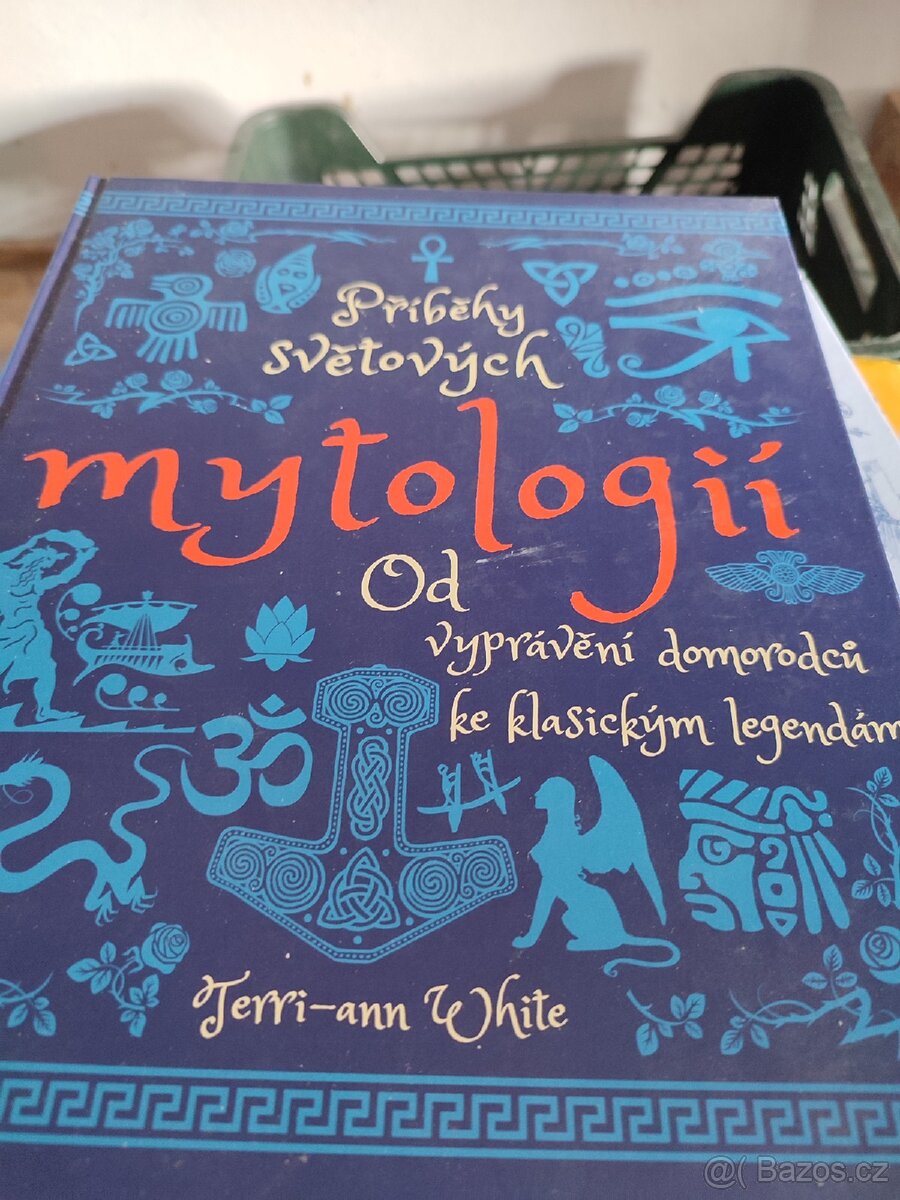 Příběhy
světových
mytologií
Od
vyprávění domorodců
ke klasickým legendám
Terri-ann White
@( Bazos.cz